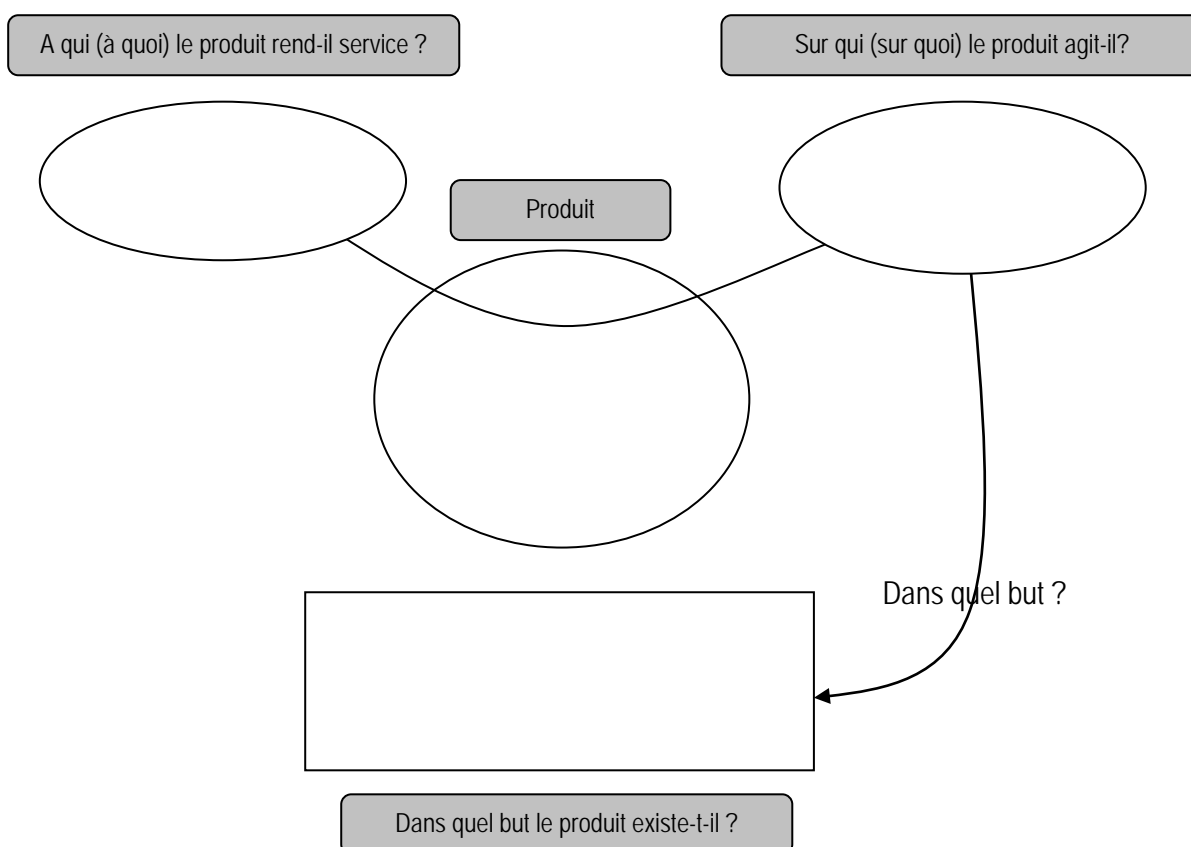 A qui (à quoi) le produit rend-il service ?
Sur qui (sur quoi) le produit agit-il?
Produit
Dans quel but ?
Dans quel but le produit existe-t-il ?